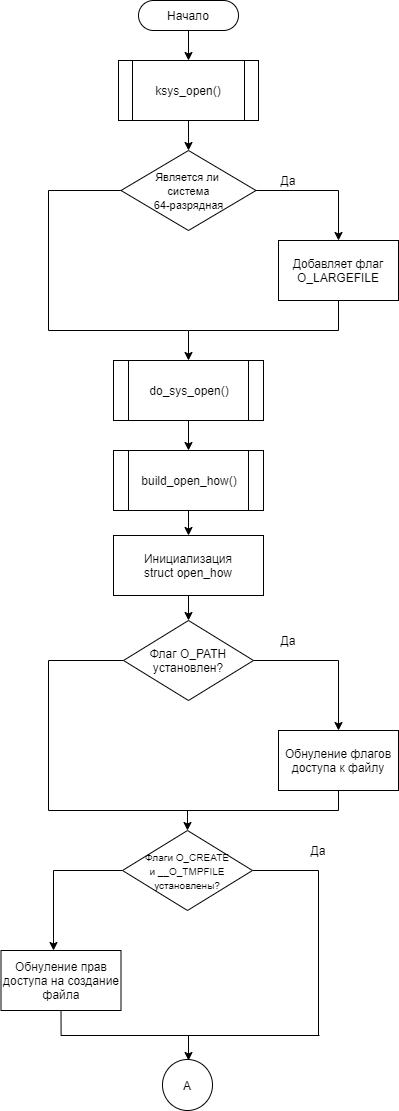 Начало
ksys_open()
Является ли
система
64-разрядная
Да
Добавляет флаг
O_LARGEFILE
do_sys_open()
build_open_how()
Инициализация
struct open_how
Флаг O_PATH
установлен?
Да
Обнуление флагов
доступа к файлу
Флаги O_CREATE
и __O_TMPFILE
установлены?
Да
Обнуление прав
доступа на создание
файла
A